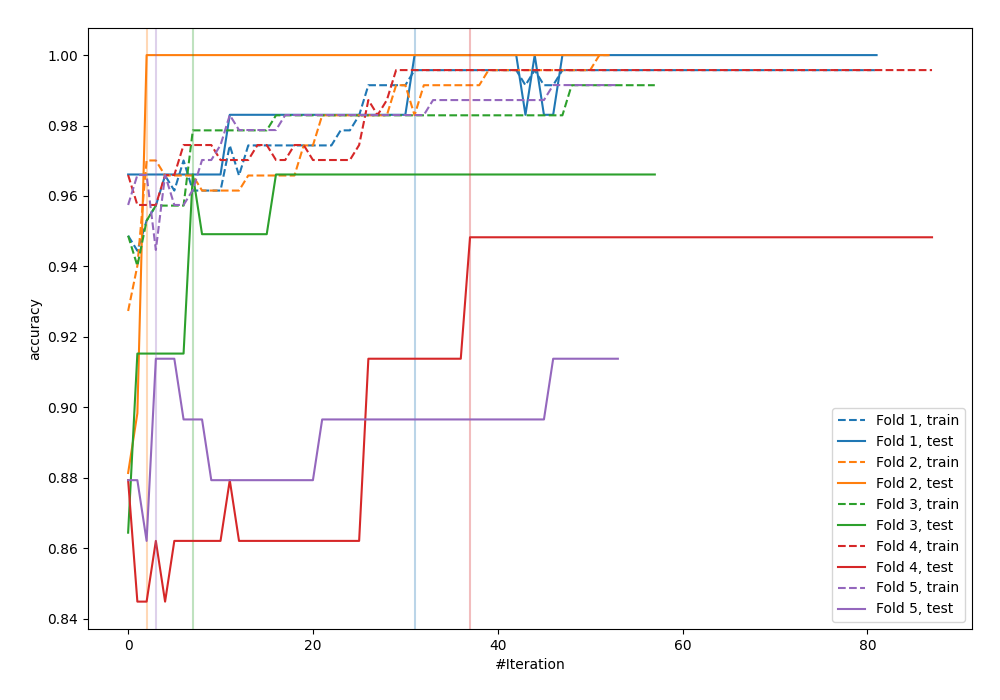 1.00
0.98
0.96
0.94
0.92
0.90
0.88
0.86
0.84
accuracy
0
20
40
60
80
#Iteration
Fold 1, train
Fold 1, test
Fold 2, train
Fold 2, test
Fold 3, train
Fold 3, test
Fold 4, train
Fold 4, test
Fold 5, train
Fold 5, test